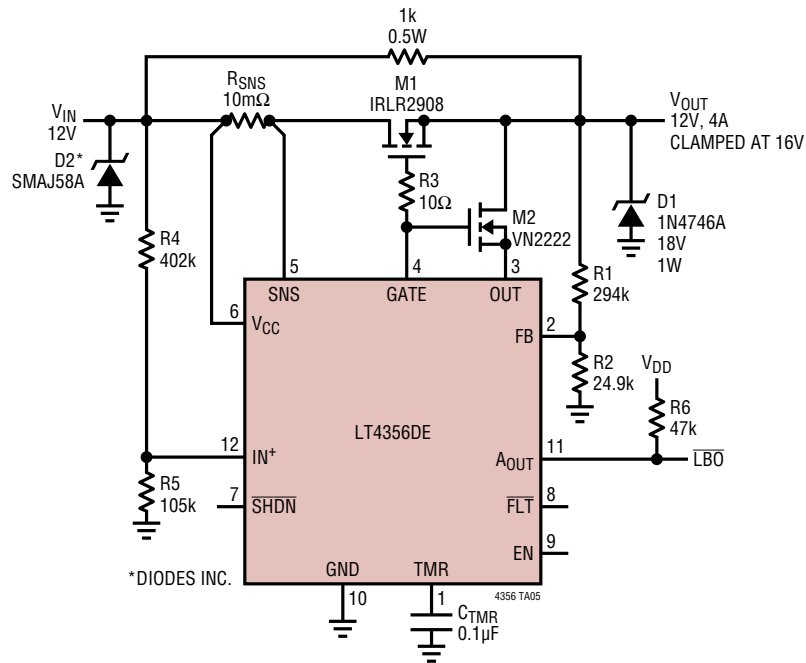 1k
0.5W
RSNS
10mΩ
M1
IRLR2908
VIN
12V
VOUT
12V, 4A
CLAMPED AT 16V
D2*
SMAJ58A
R3
10Ω
M2
VN2222
D1
1N4746A
18V
1W
R4
402k
5
4
3
SNS
GATE
OUT
R1
294k
6
VCC
FB
2
R2
24.9k
VDD
R6
47k
LT4356DE
12
IN+
AOUT
11
LBO
R5
105k
7
SHDN
FLT
8
EN
9
*DIODES INC.
GND
TMR
10
1
4356 TA05
CTMR
0.1µF